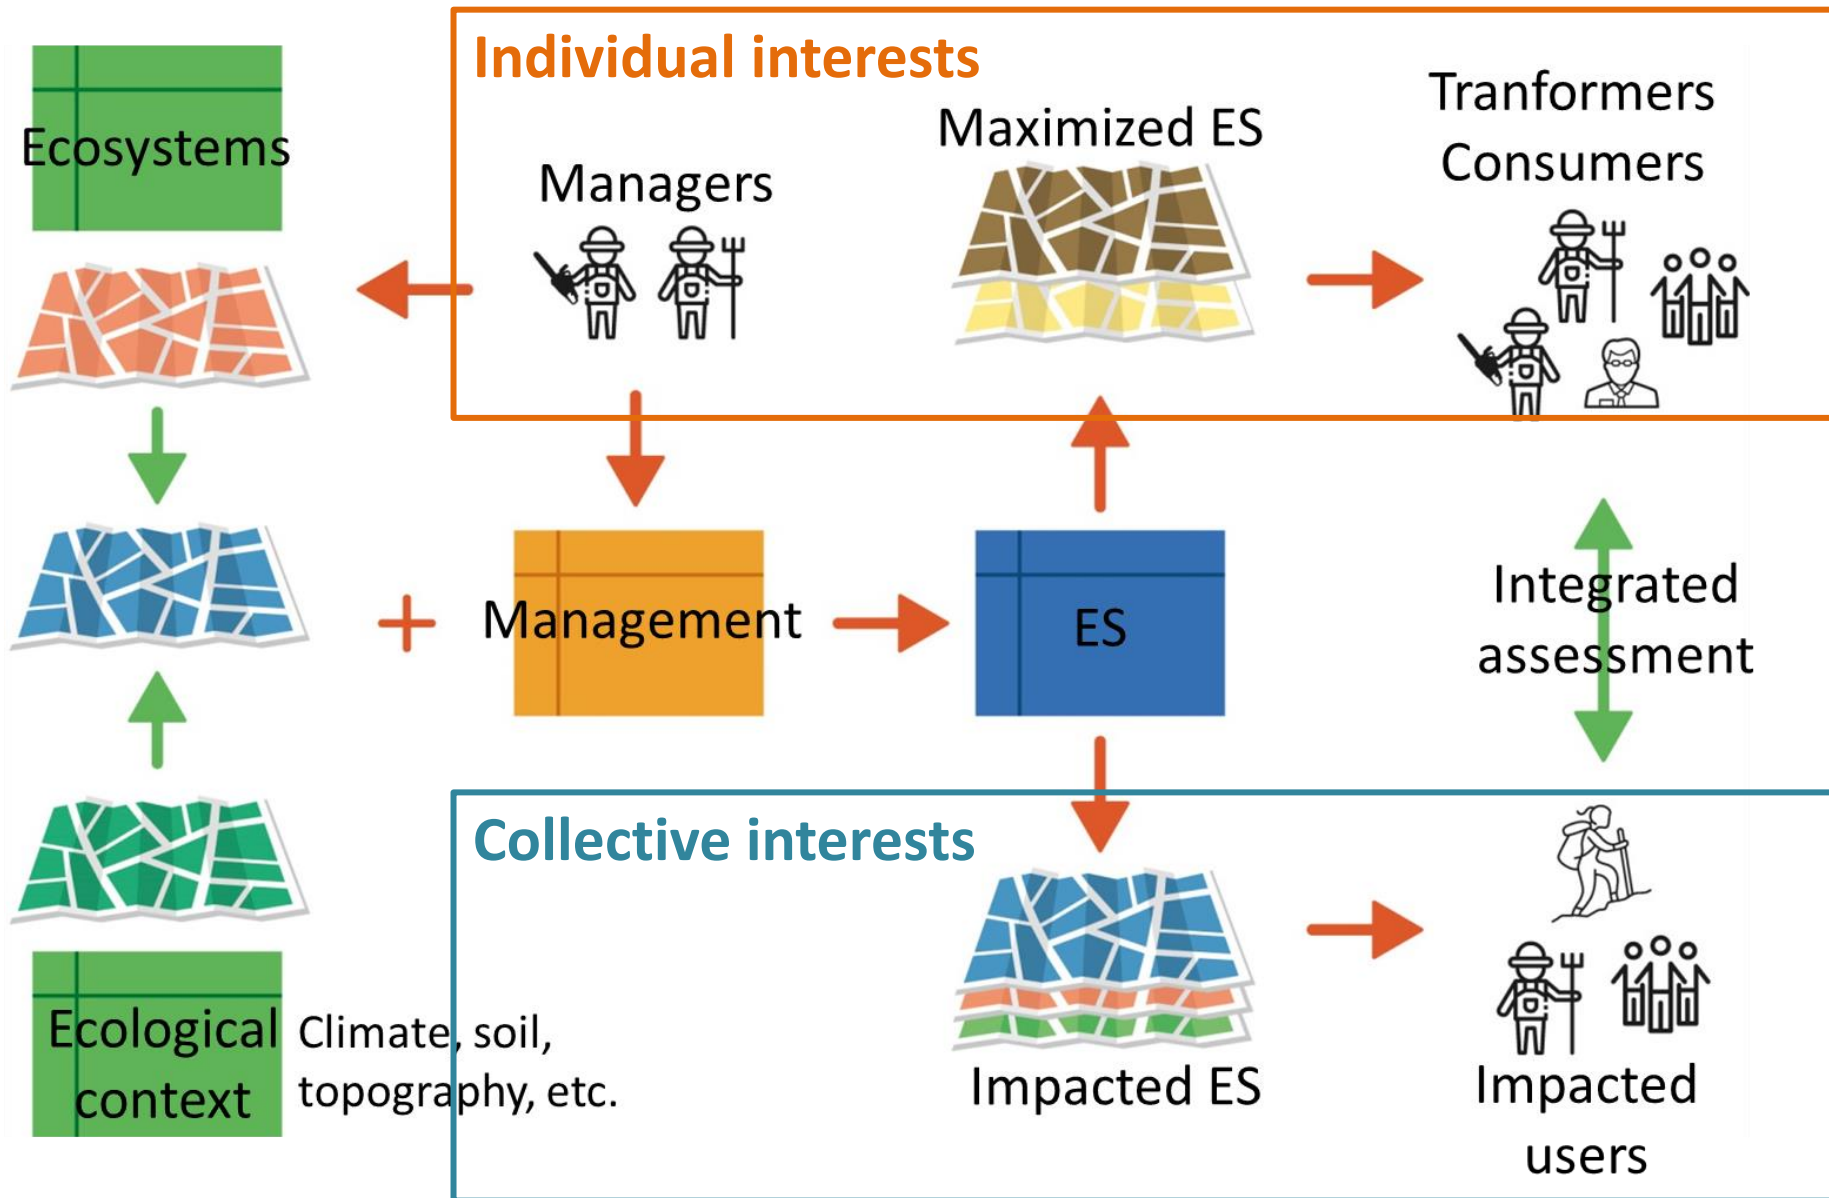 Individual interests
Ecosystems
Managers
Maximized ES
Tranformers
Consumers
Management
ES
Integrated
assessment
Collective interests
Ecological
context
Climate, soil,
topography, etc.
Impacted ES
Impacted
users